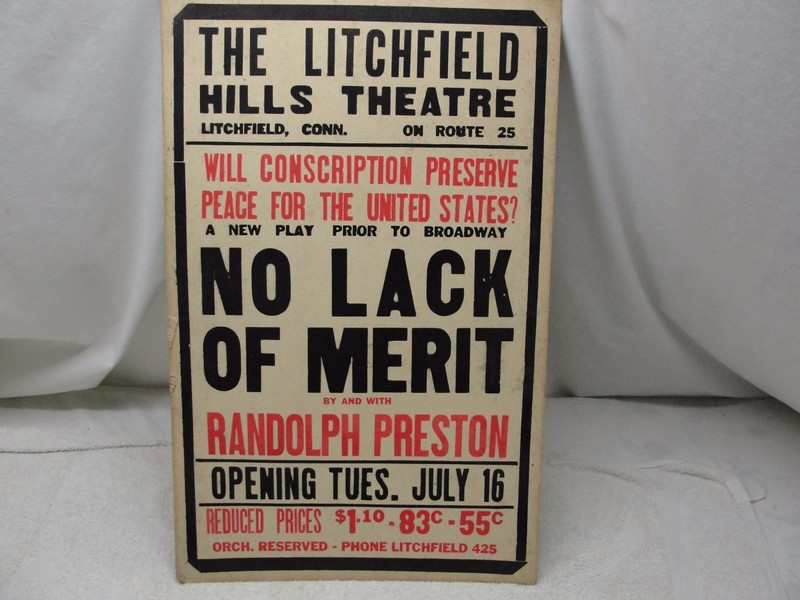 THE LITCHFIELD
HILLS THEATRE
LITCHFIELD, CONN. ON ROUTE 25
WILL CONSCRIPTION PRESERVE
PEACE FOR THE UNITED STATES?
A NEW PLAY PRIOR TO BROADWAY
NO LACK
OF MERIT
BY AND WITH
RANDOLPH PRESTON
OPENING TUES. JULY 16
REDUCED PRICES $1.10 - 83c - 55c
ORCH. RESERVED - PHONE LITCHFIELD 425